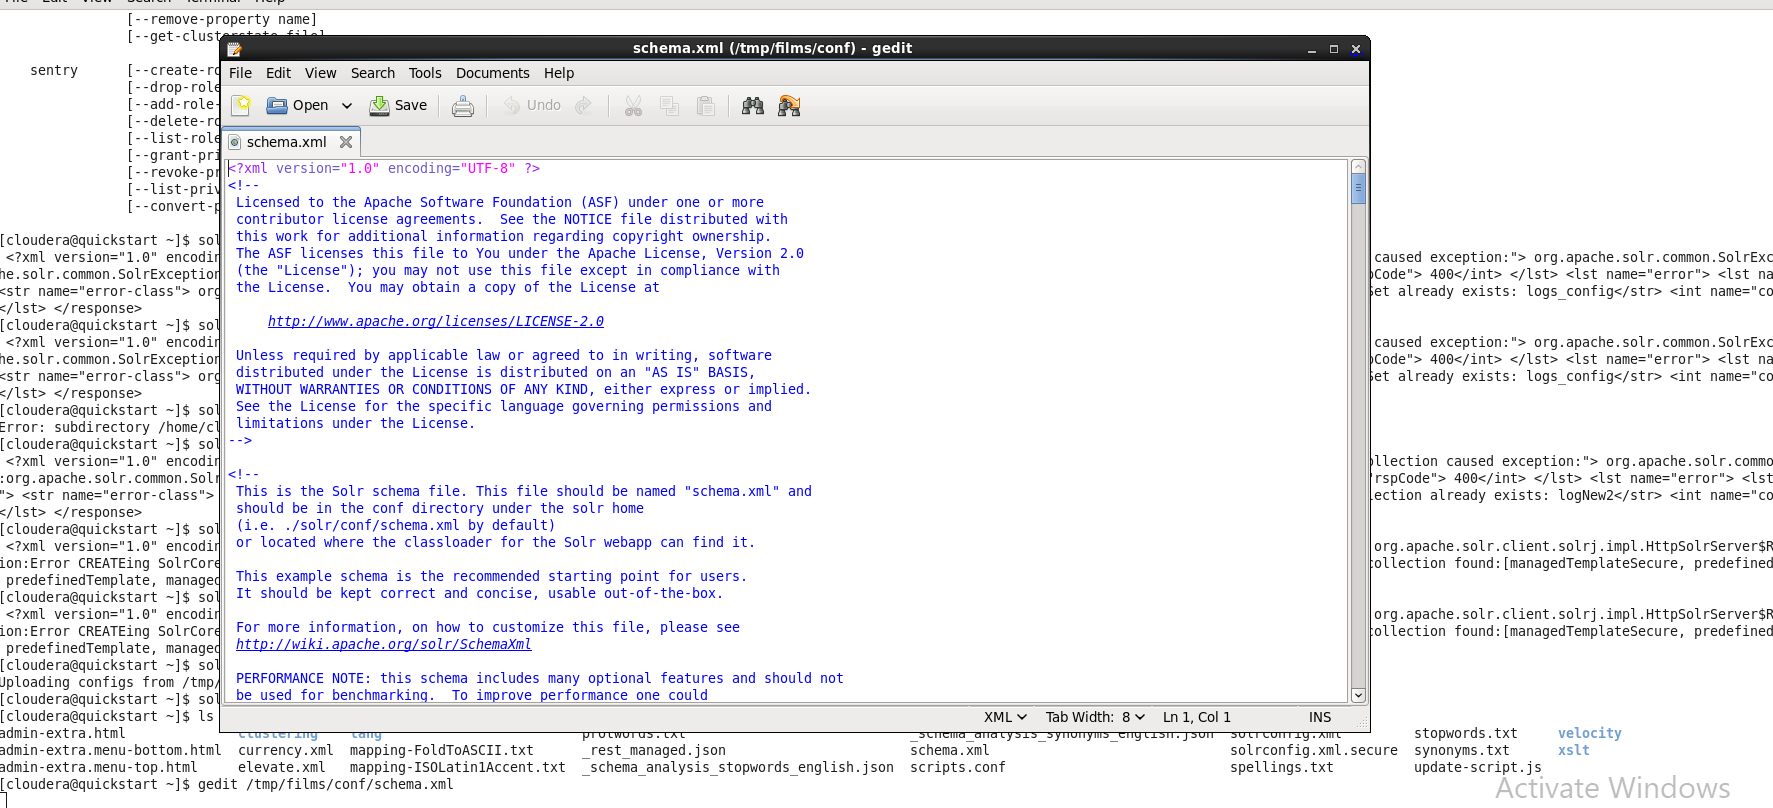 File Edit View Search Terminal Help
[--remove-property name]
[--get-clusterstate file]
sentry [--create-ro
[--drop-role
[--add-role-
[--delete-ro
[--list-role
[--grant-pri
[--revoke-pr
[--list-priv
[--convert-p
schema.xml (/tmp/films/conf) - gedit
File Edit View Search Tools Documents Help
Open Save Undo
schema.xml
<?xml version="1.0" encoding="UTF-8" ?>
<!--
Licensed to the Apache Software Foundation (ASF) under one or more
contributor license agreements.  See the NOTICE file distributed with
this work for additional information regarding copyright ownership.
The ASF licenses this file to You under the Apache License, Version 2.0
(the "License"); you may not use this file except in compliance with
the License.  You may obtain a copy of the License at
http://www.apache.org/licenses/LICENSE-2.0
Unless required by applicable law or agreed to in writing, software
distributed under the License is distributed on an "AS IS" BASIS,
WITHOUT WARRANTIES OR CONDITIONS OF ANY KIND, either express or implied.
See the License for the specific language governing permissions and
limitations under the License.
-->
<!--
This is the Solr schema file. This file should be named "schema.xml" and
should be in the conf directory under the solr home
(i.e. ./solr/conf/schema.xml by default)
or located where the classloader for the Solr webapp can find it.
This example schema is the recommended starting point for users.
It should be kept correct and concise, usable out-of-the-box.
For more information, on how to customize this file, please see
http://wiki.apache.org/solr/SchemaXml
PERFORMANCE NOTE: this schema includes many optional features and should not
be used for benchmarking.  To improve performance one could
XML Tab Width: 8 Ln 1, Col 1 INS
[cloudera@quickstart ~]$ sol
<?xml version="1.0" encodin caused exception:"> org.apache.solr.common.SolrExc
he.solr.common.SolrException pCode"> 400</int> </lst> <lst name="error"> <lst na
<str name="error-class"> org Set already exists: logs_config</str> <int name="co
</lst> </response>
[cloudera@quickstart ~]$ sol
<?xml version="1.0" encodin caused exception:"> org.apache.solr.common.SolrExc
he.solr.common.SolrException pCode"> 400</int> </lst> <lst name="error"> <lst na
<str name="error-class"> org Set already exists: logs_config</str> <int name="co
</lst> </response>
[cloudera@quickstart ~]$ sol
Error: subdirectory /home/cl
[cloudera@quickstart ~]$ sol
<?xml version="1.0" encodin ollection caused exception:"> org.apache.solr.commo
:org.apache.solr.common.Solr "rspCode"> 400</int> </lst> <lst name="error"> <ls
"> <str name="error-class"> ection already exists: logNew2</str> <int name="co
</lst> </response>
[cloudera@quickstart ~]$ sol
<?xml version="1.0" encodin org.apache.solr.client.solrj.impl.HttpSolrServer$R
ion:Error CREATEing SolrCore collection found:[managedTemplateSecure, predefined
predefinedTemplate, managed
[cloudera@quickstart ~]$ sol
<?xml version="1.0" encodin org.apache.solr.client.solrj.impl.HttpSolrServer$R
ion:Error CREATEing SolrCore collection found:[managedTemplateSecure, predefined
predefinedTemplate, managed
[cloudera@quickstart ~]$ sol
Uploading configs from /tmp/
[cloudera@quickstart ~]$ sol
[cloudera@quickstart ~]$ ls
admin-extra.html clustering lang protwords.txt _schema_analysis_synonyms_english.json solrconfig.xml stopwords.txt velocity
admin-extra.menu-bottom.html currency.xml mapping-FoldToASCII.txt _rest_managed.json schema.xml solrconfig.xml.secure synonyms.txt xslt
admin-extra.menu-top.html elevate.xml mapping-ISOLatin1Accent.txt _schema_analysis_stopwords_english.json scripts.conf spellings.txt update-script.js
[cloudera@quickstart ~]$ gedit /tmp/films/conf/schema.xml
Activate Windows